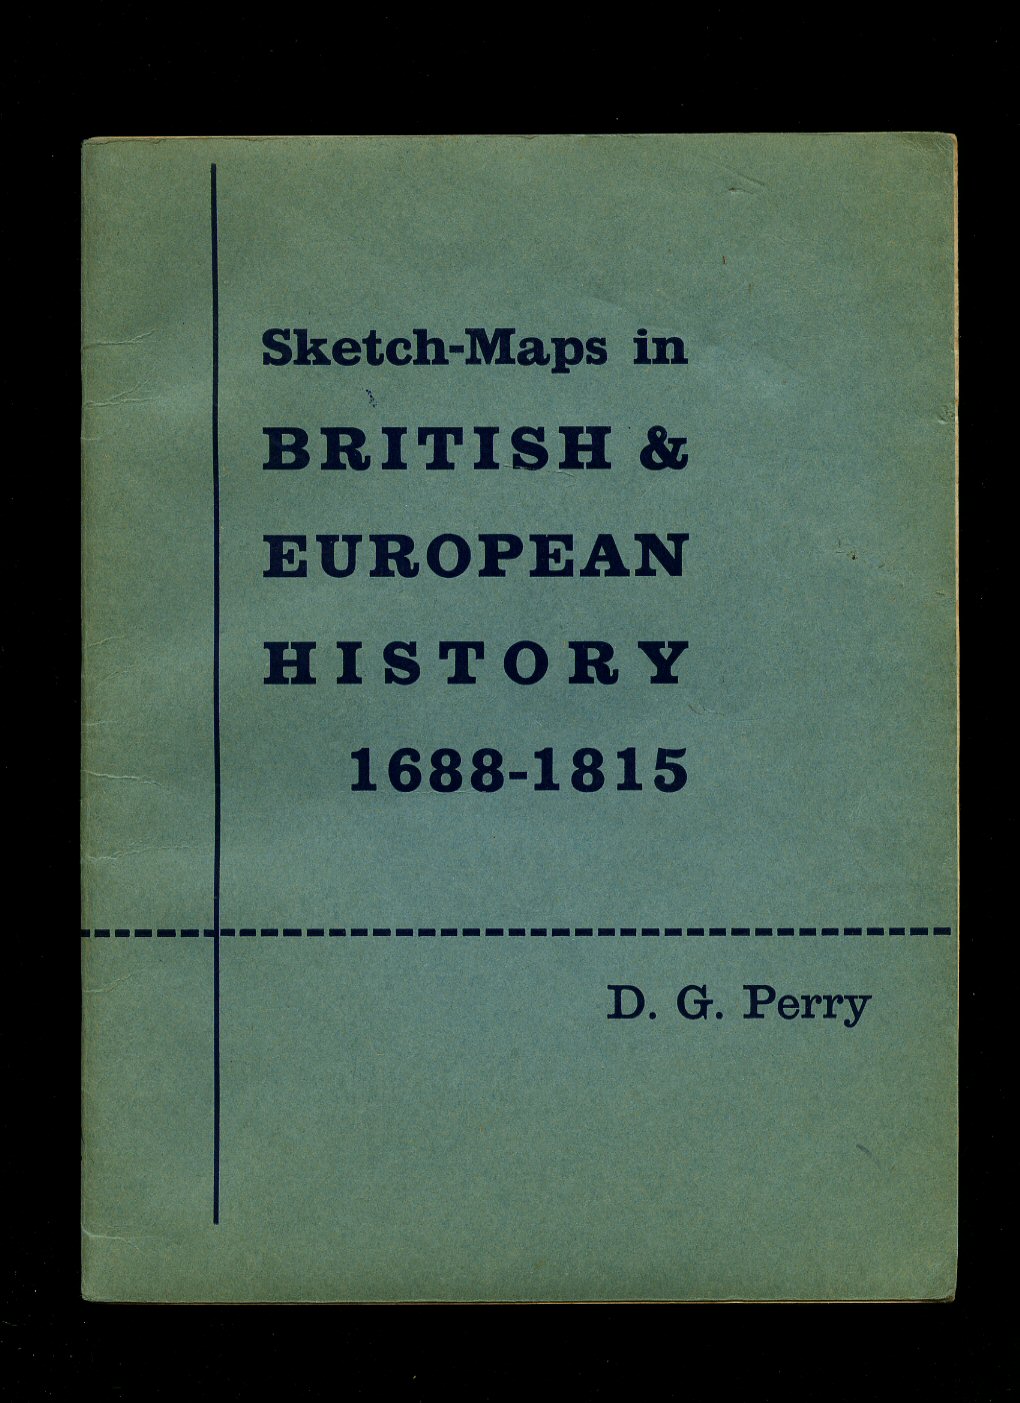 Sketch-Maps in
BRITISH &
EUROPEAN
HISTORY
1688-1815
D. G. Perry